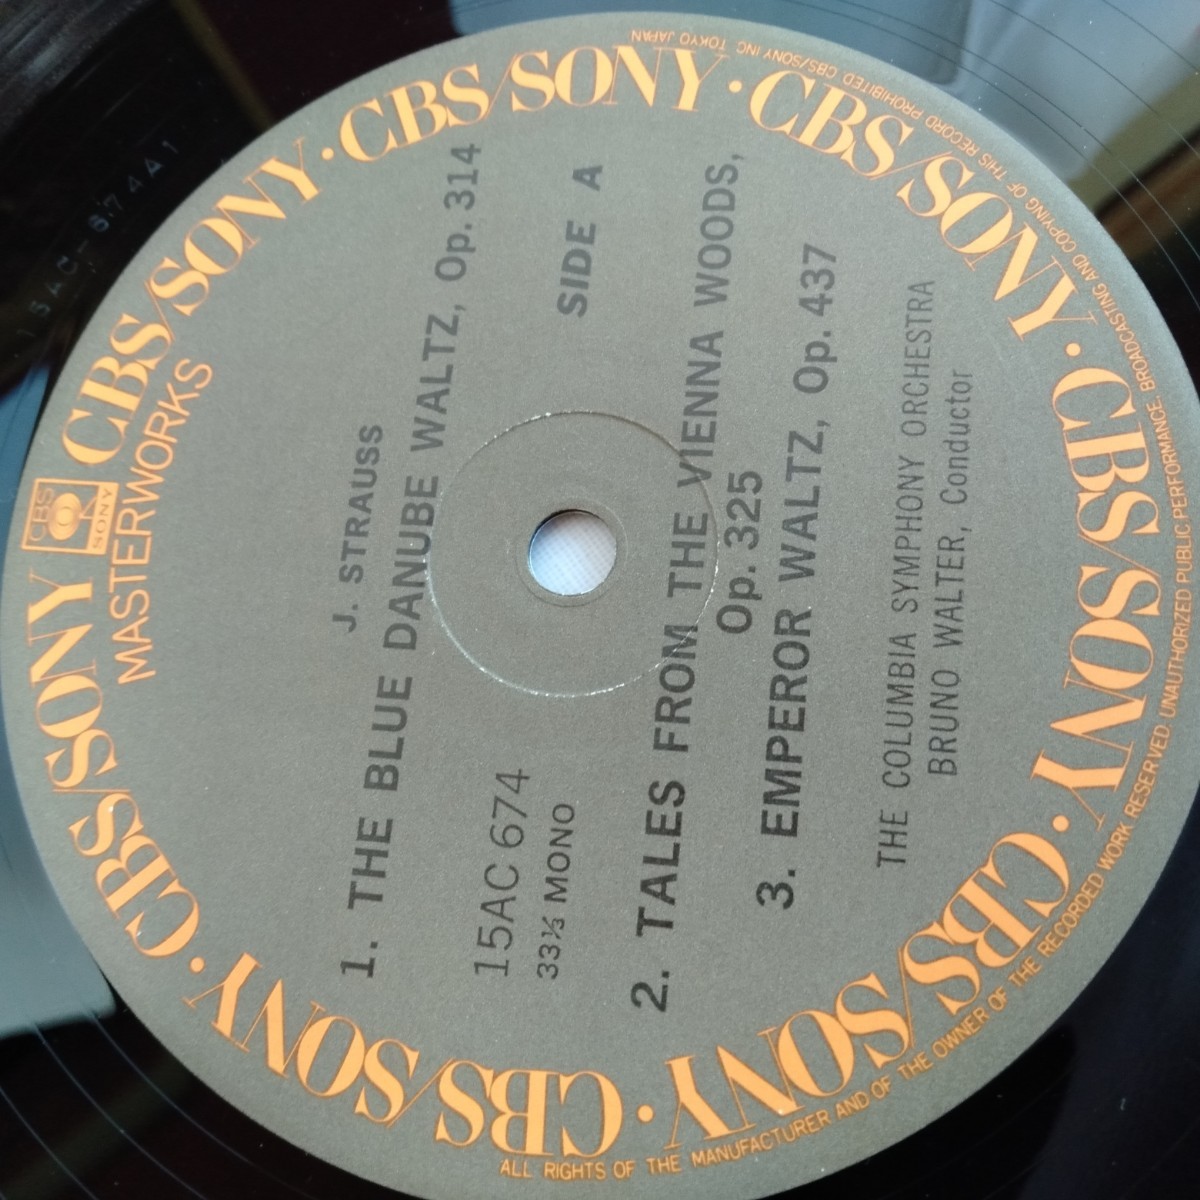 CBS/SONY · CBS/SONY · CBS/SONY · CBS/SONY · CBS/SONY · CBS/SONY · CBS/SONY · CBS/SONY · CBS/SONY
CBS
SONY
MASTERWORKS
J. STRAUSS
1. THE BLUE DANUBE WALTZ, Op. 314
15AC 674
33⅓ MONO
SIDE A
2. TALES FROM THE VIENNA WOODS,
Op. 325
3. EMPEROR WALTZ, Op. 437
THE COLUMBIA SYMPHONY ORCHESTRA
BRUNO WALTER, Conductor
ALL RIGHTS OF THE MANUFACTURER AND OF THE OWNER OF THE RECORDED WORK RESERVED. UNAUTHORIZED PUBLIC PERFORMANCE, BROADCASTING AND COPYING OF THIS RECORD PROHIBITED CBS/SONY INC. TOKYO JAPAN
15AC-674A1